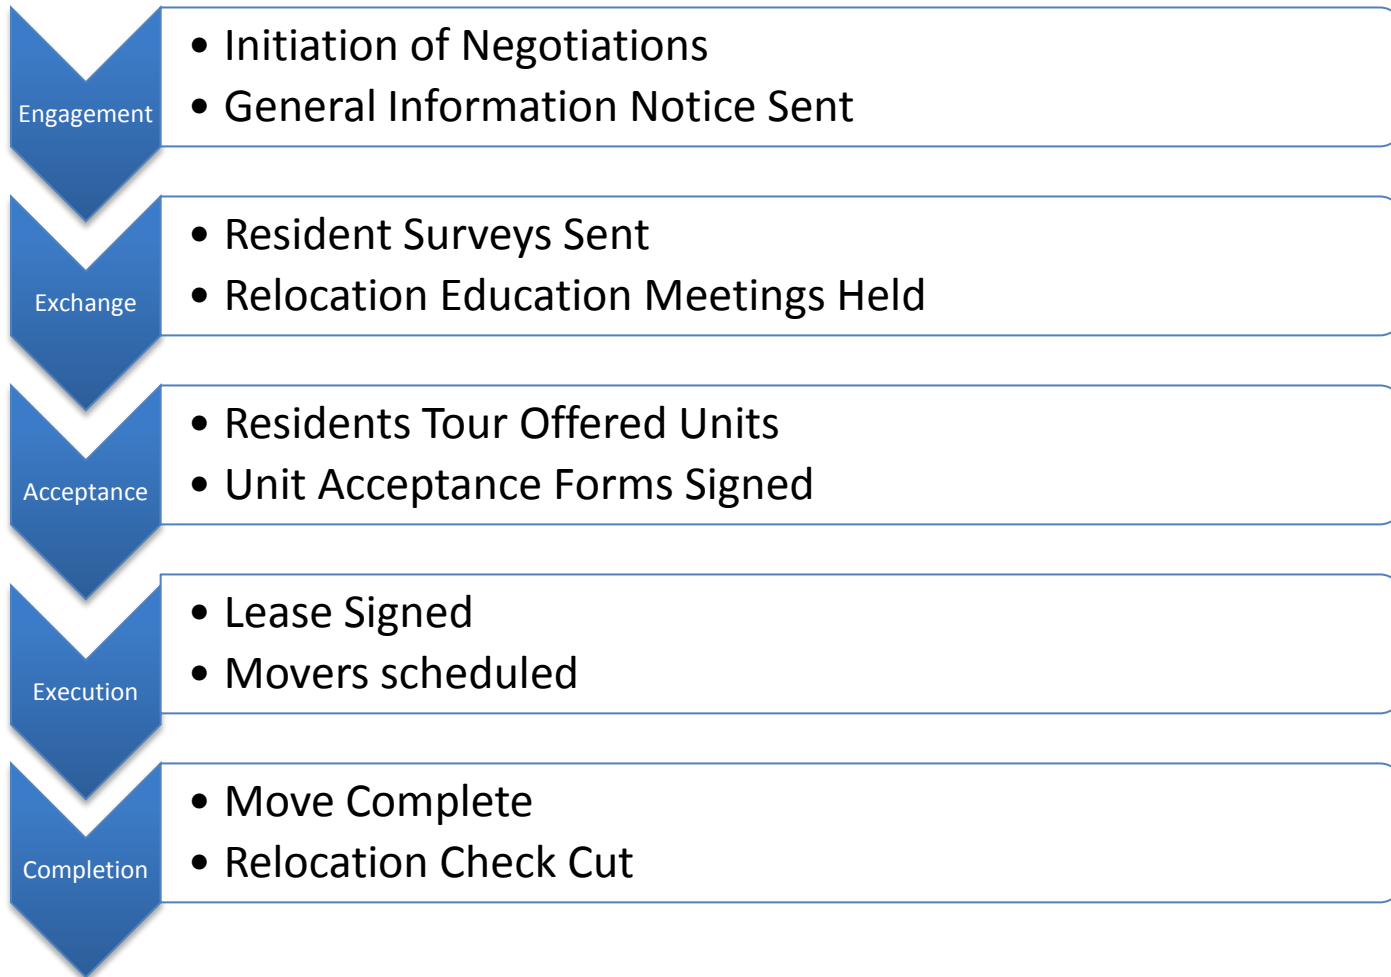 Engagement
• Initiation of Negotiations
• General Information Notice Sent
Exchange
• Resident Surveys Sent
• Relocation Education Meetings Held
Acceptance
• Residents Tour Offered Units
• Unit Acceptance Forms Signed
Execution
• Lease Signed
• Movers scheduled
Completion
• Move Complete
• Relocation Check Cut